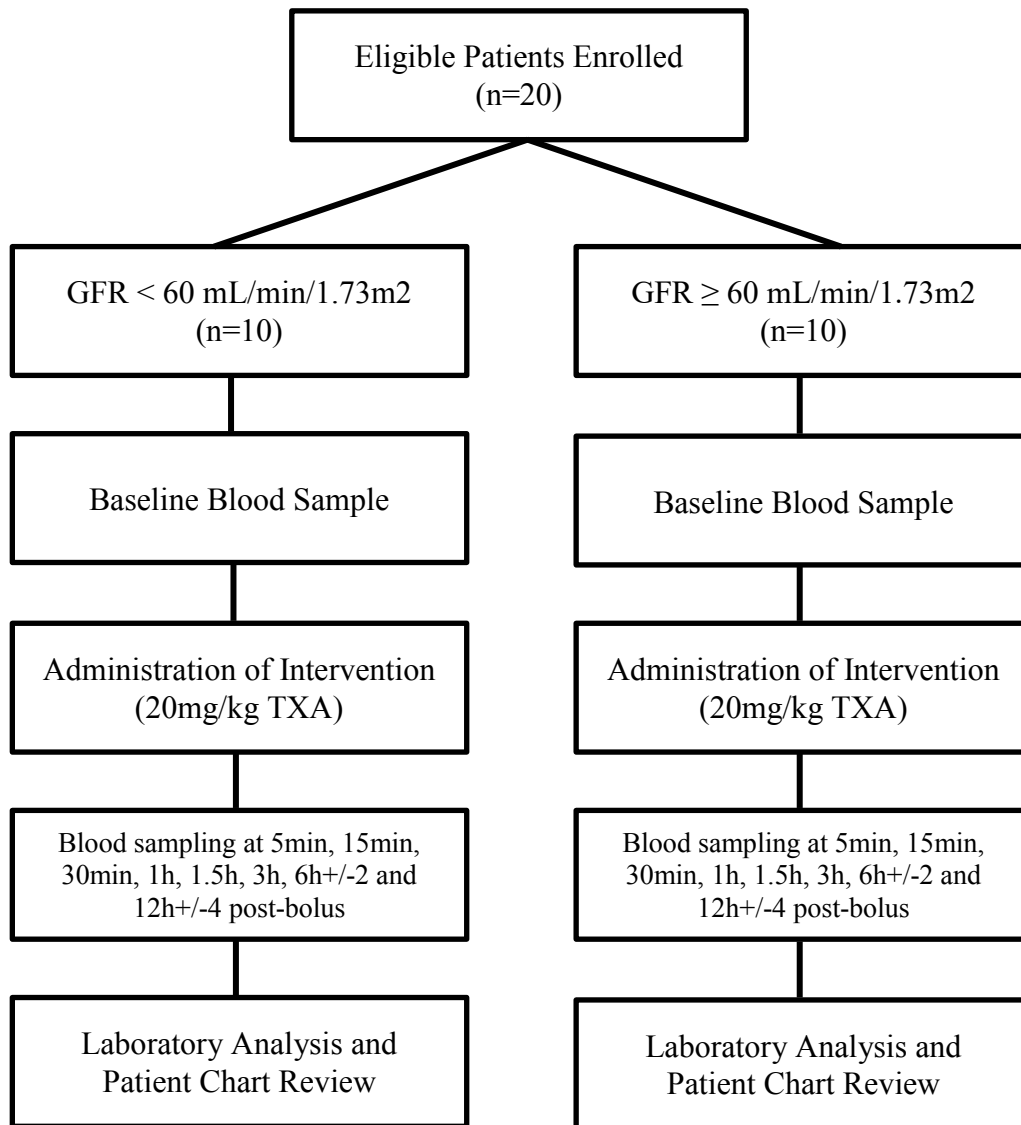 Eligible Patients Enrolled
(n=20)
GFR < 60 mL/min/1.73m2
(n=10)
GFR ≥ 60 mL/min/1.73m2
(n=10)
Baseline Blood Sample
Baseline Blood Sample
Administration of Intervention
(20mg/kg TXA)
Administration of Intervention
(20mg/kg TXA)
Blood sampling at 5min, 15min,
30min, 1h, 1.5h, 3h, 6h+/-2 and
12h+/-4 post-bolus
Blood sampling at 5min, 15min,
30min, 1h, 1.5h, 3h, 6h+/-2 and
12h+/-4 post-bolus
Laboratory Analysis and
Patient Chart Review
Laboratory Analysis and
Patient Chart Review